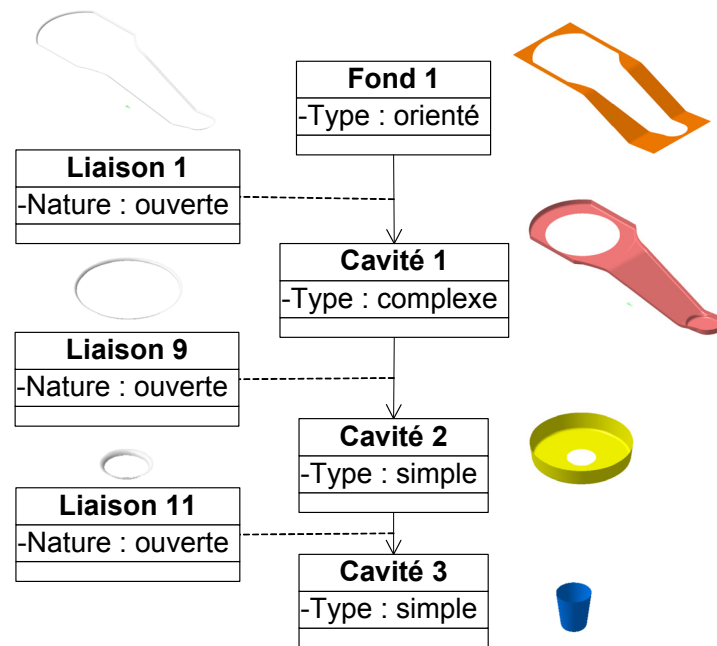 Fond 1
-Type : orienté
Liaison 1
-Nature : ouverte
Cavité 1
-Type : complexe
Liaison 9
-Nature : ouverte
Cavité 2
-Type : simple
Liaison 11
-Nature : ouverte
Cavité 3
-Type : simple